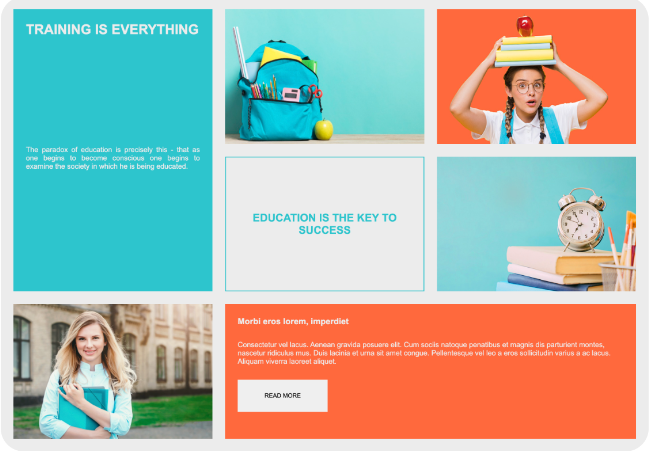 TRAINING IS EVERYTHING
The paradox of education is precisely this - that as
one begins to become conscious one begins to
examine the society in which he is being educated.
EDUCATION IS THE KEY TO
SUCCESS
Morbi eros lorem, imperdiet
Consectetur vel lacus. Aenean gravida posuere elit. Cum sociis natoque penatibus et magnis dis parturient montes,
nascetur ridiculus mus. Duis lacinia et urna sit amet congue. Pellentesque vel leo a eros sollicitudin varius a ac lacus.
Aliquam viverra laoreet aliquet.
READ MORE